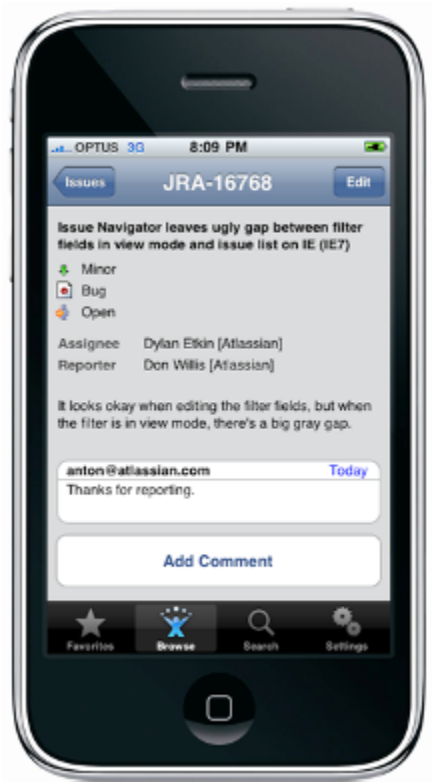 OPTUS 3G 8:09 PM
Issues JRA-16768 Edit
Issue Navigator leaves ugly gap between filter
fields in view mode and issue list on IE (IE7)
Minor
Bug
Open
Assignee Dylan Etkin [Atlassian]
Reporter Don Willis [Atlassian]
It looks okay when editing the filter fields, but when
the filter is in view mode, there's a big gray gap.
anton@atlassian.com Today
Thanks for reporting.
Add Comment
Favorites Browse Search Settings